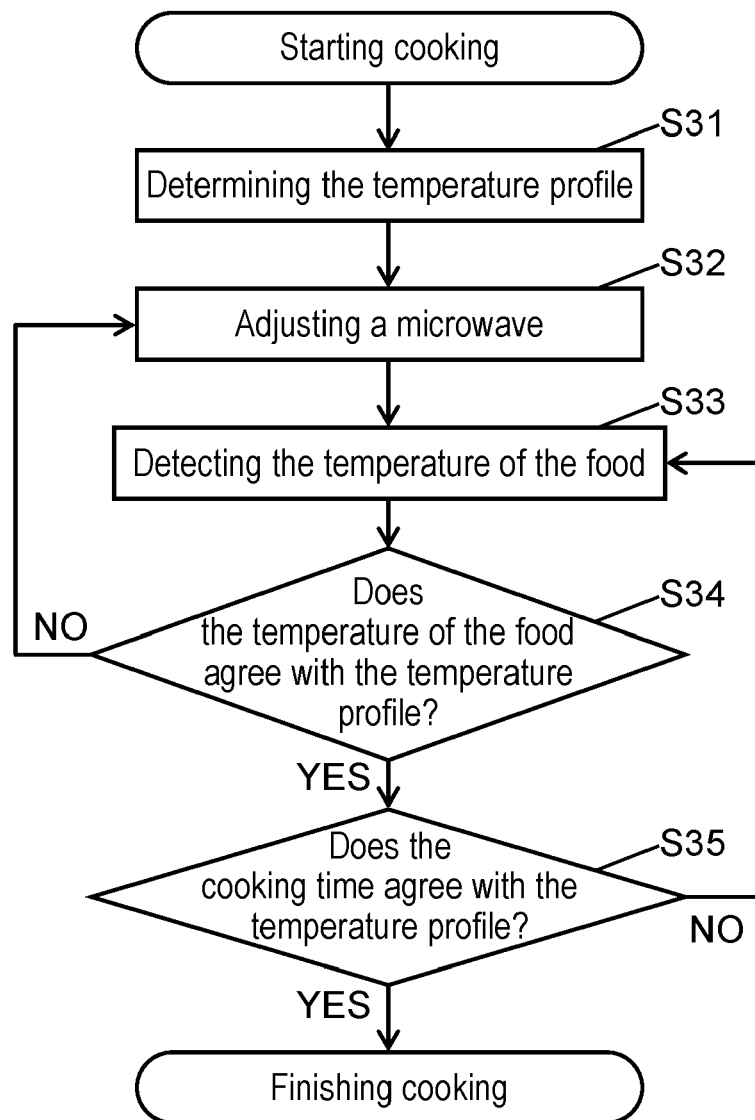 Starting cooking
S31
Determining the temperature profile
S32
Adjusting a microwave
S33
Detecting the temperature of the food
S34
Does
the temperature of the food
agree with the temperature
profile?
NO
YES
S35
Does the
cooking time agree with the
temperature profile?
NO
YES
Finishing cooking